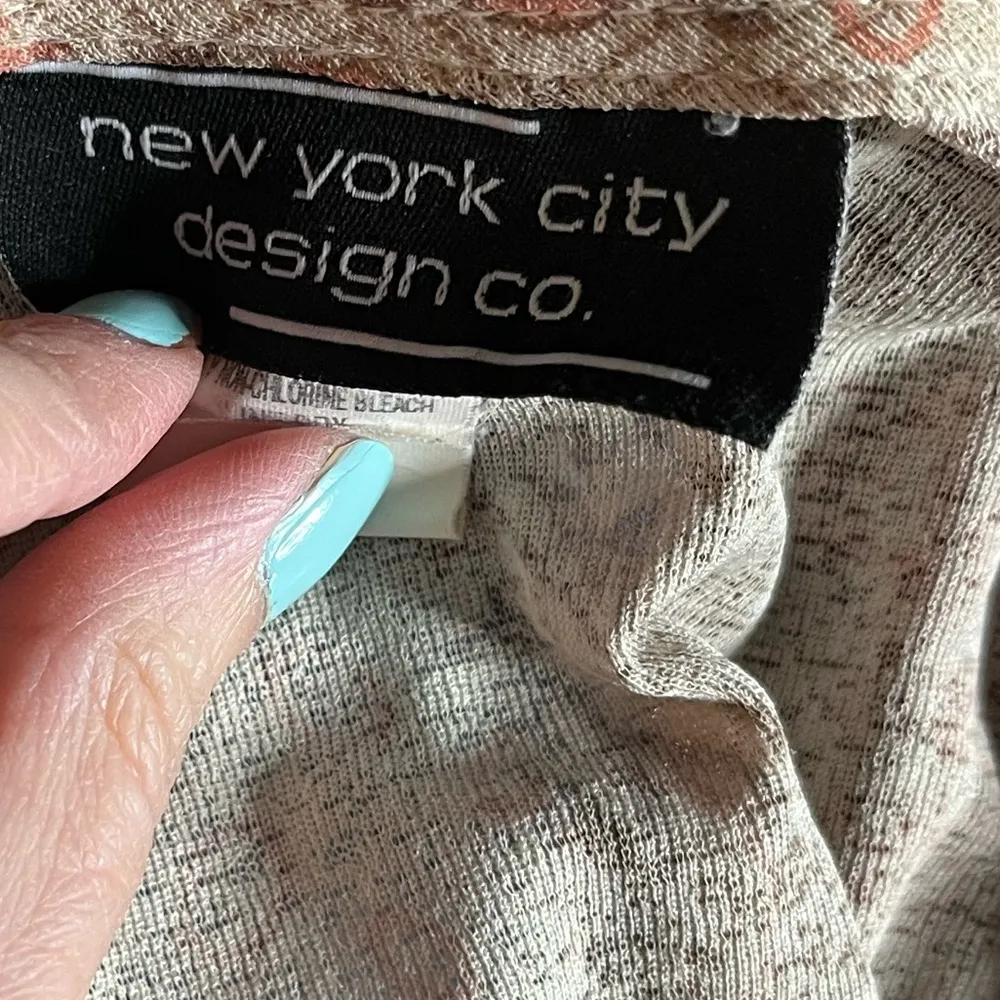 new york city
design co.
CHLORINE BLEACH